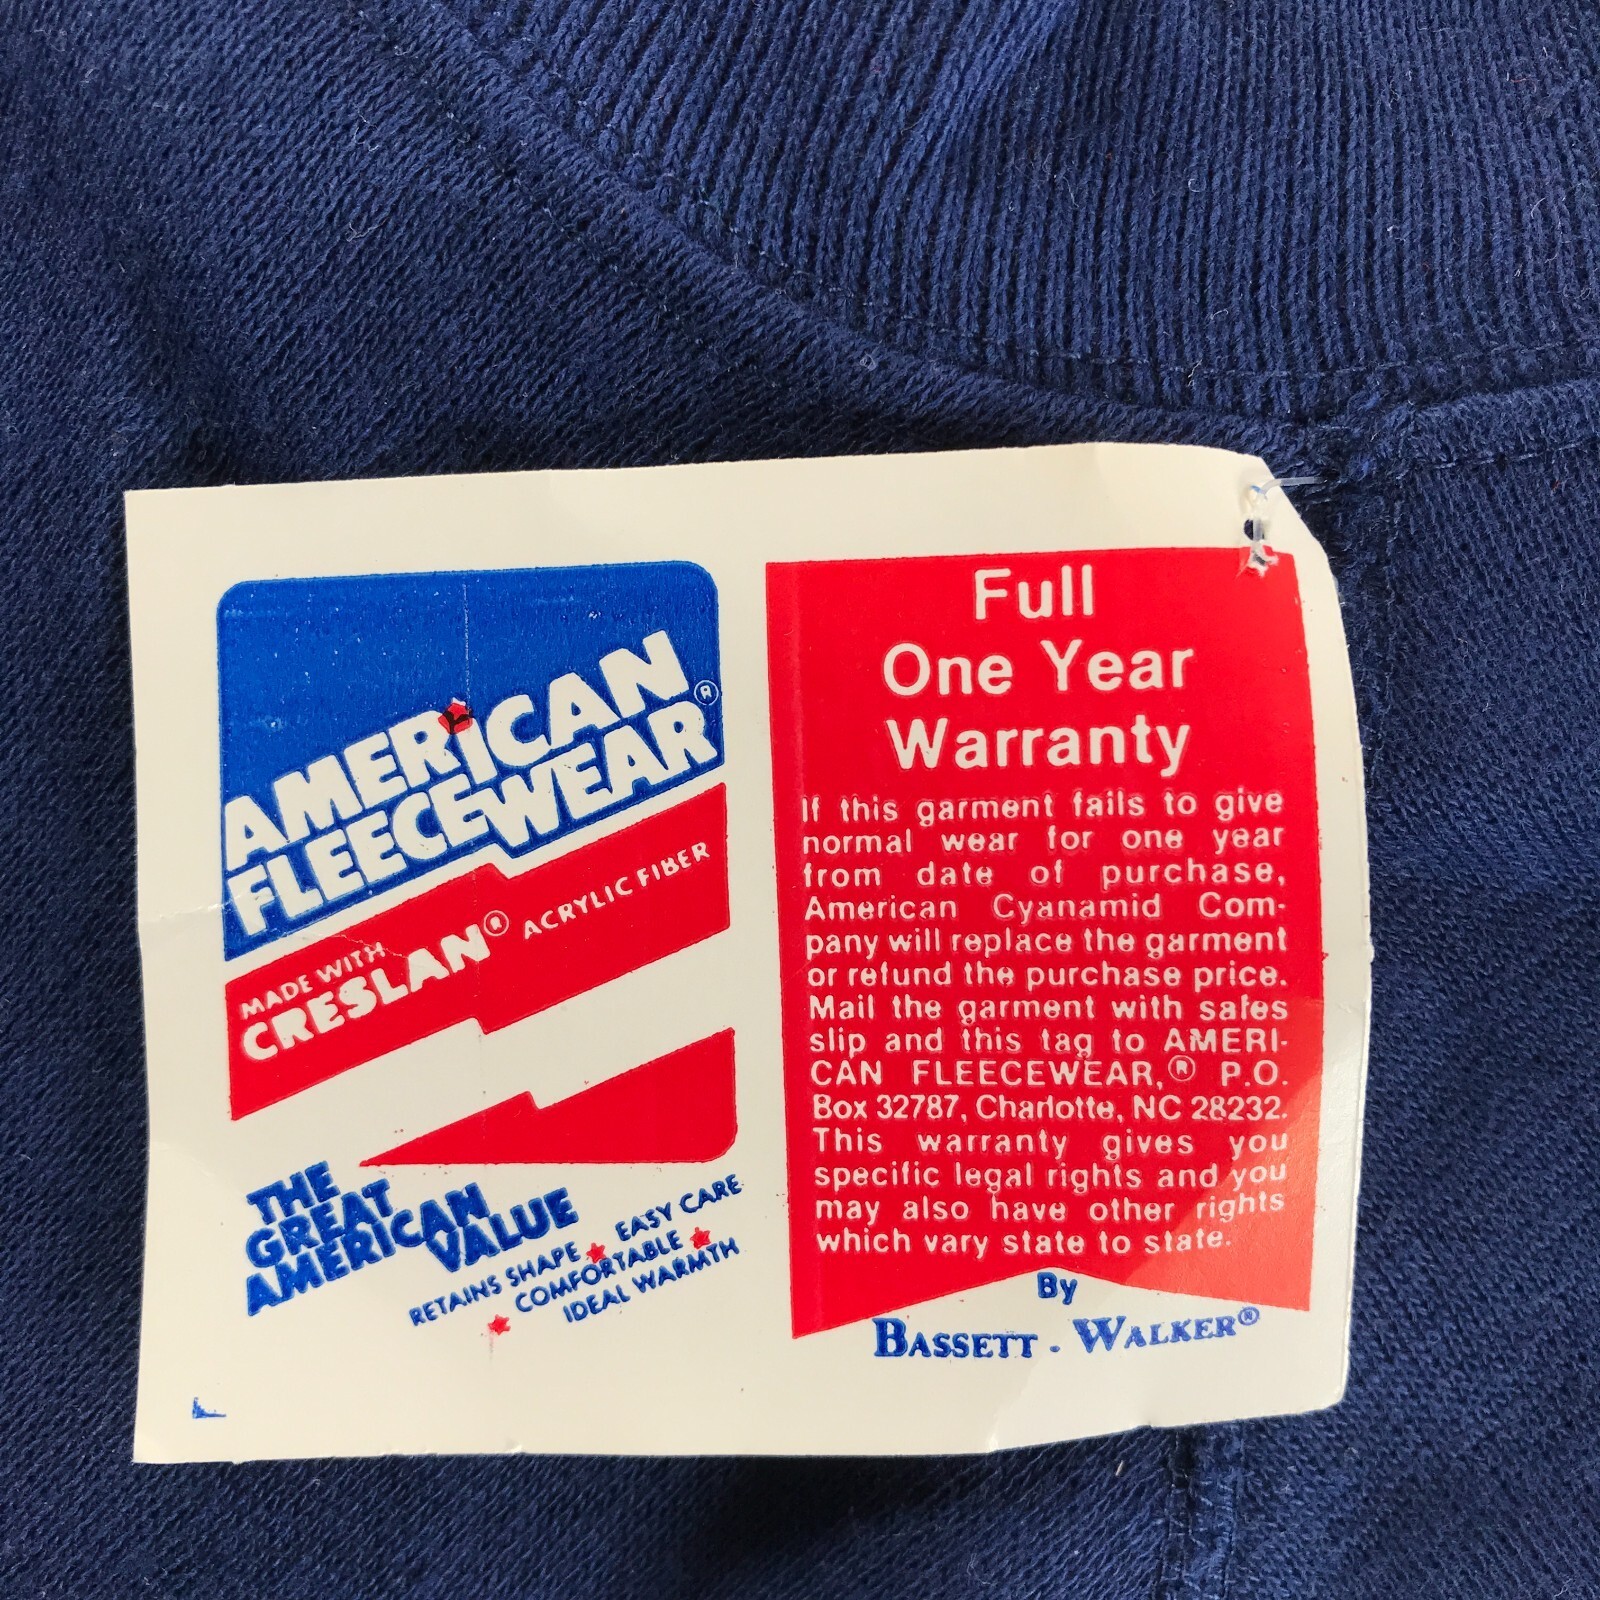 AMERICAN
FLEECEWEAR®
MADE WITH
CRESLAN® ACRYLIC FIBER
THE
GREAT
AMERICAN
VALUE
RETAINS SHAPE ★ EASY CARE
★ COMFORTABLE ★
IDEAL WARMTH
Full
One Year
Warranty
If this garment fails to give
normal wear for one year
from date of purchase,
American Cyanamid Com-
pany will replace the garment
or refund the purchase price.
Mail the garment with sales
slip and this tag to AMERI-
CAN FLEECEWEAR,® P.O.
Box 32787, Charlotte, NC 28232.
This warranty gives you
specific legal rights and you
may also have other rights
which vary state to state.
By
BASSETT - WALKER®